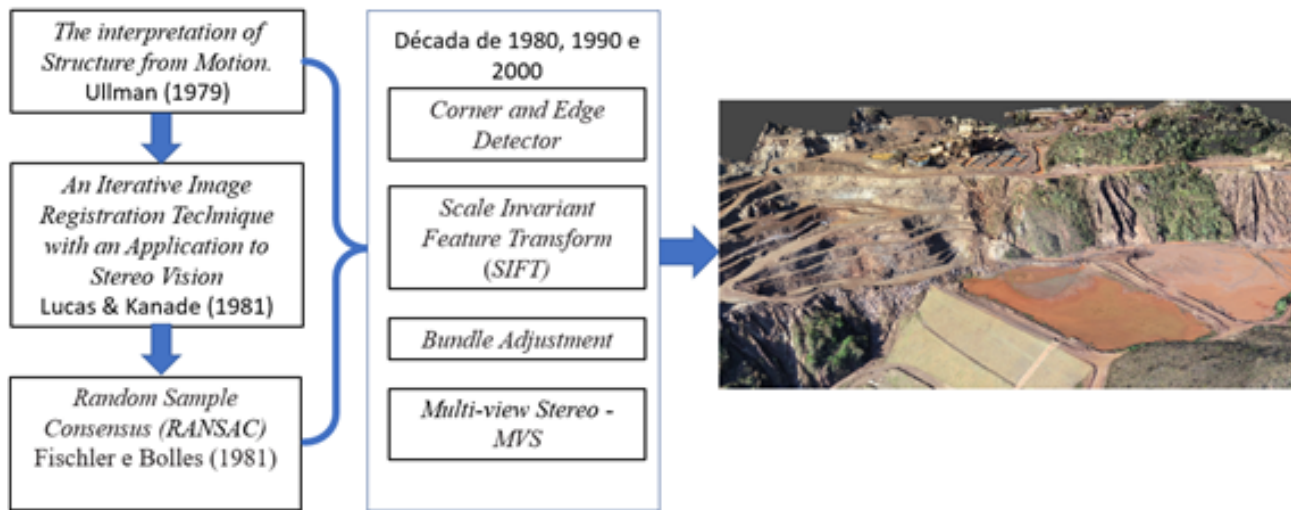 The interpretation of
Structure from Motion.
Ullman (1979)
An Iterative Image
Registration Technique
with an Application to
Stereo Vision
Lucas & Kanade (1981)
Random Sample
Consensus (RANSAC)
Fischler e Bolles (1981)
Década de 1980, 1990 e
2000
Corner and Edge
Detector
Scale Invariant
Feature Transform
(SIFT)
Bundle Adjustment
Multi-view Stereo -
MVS